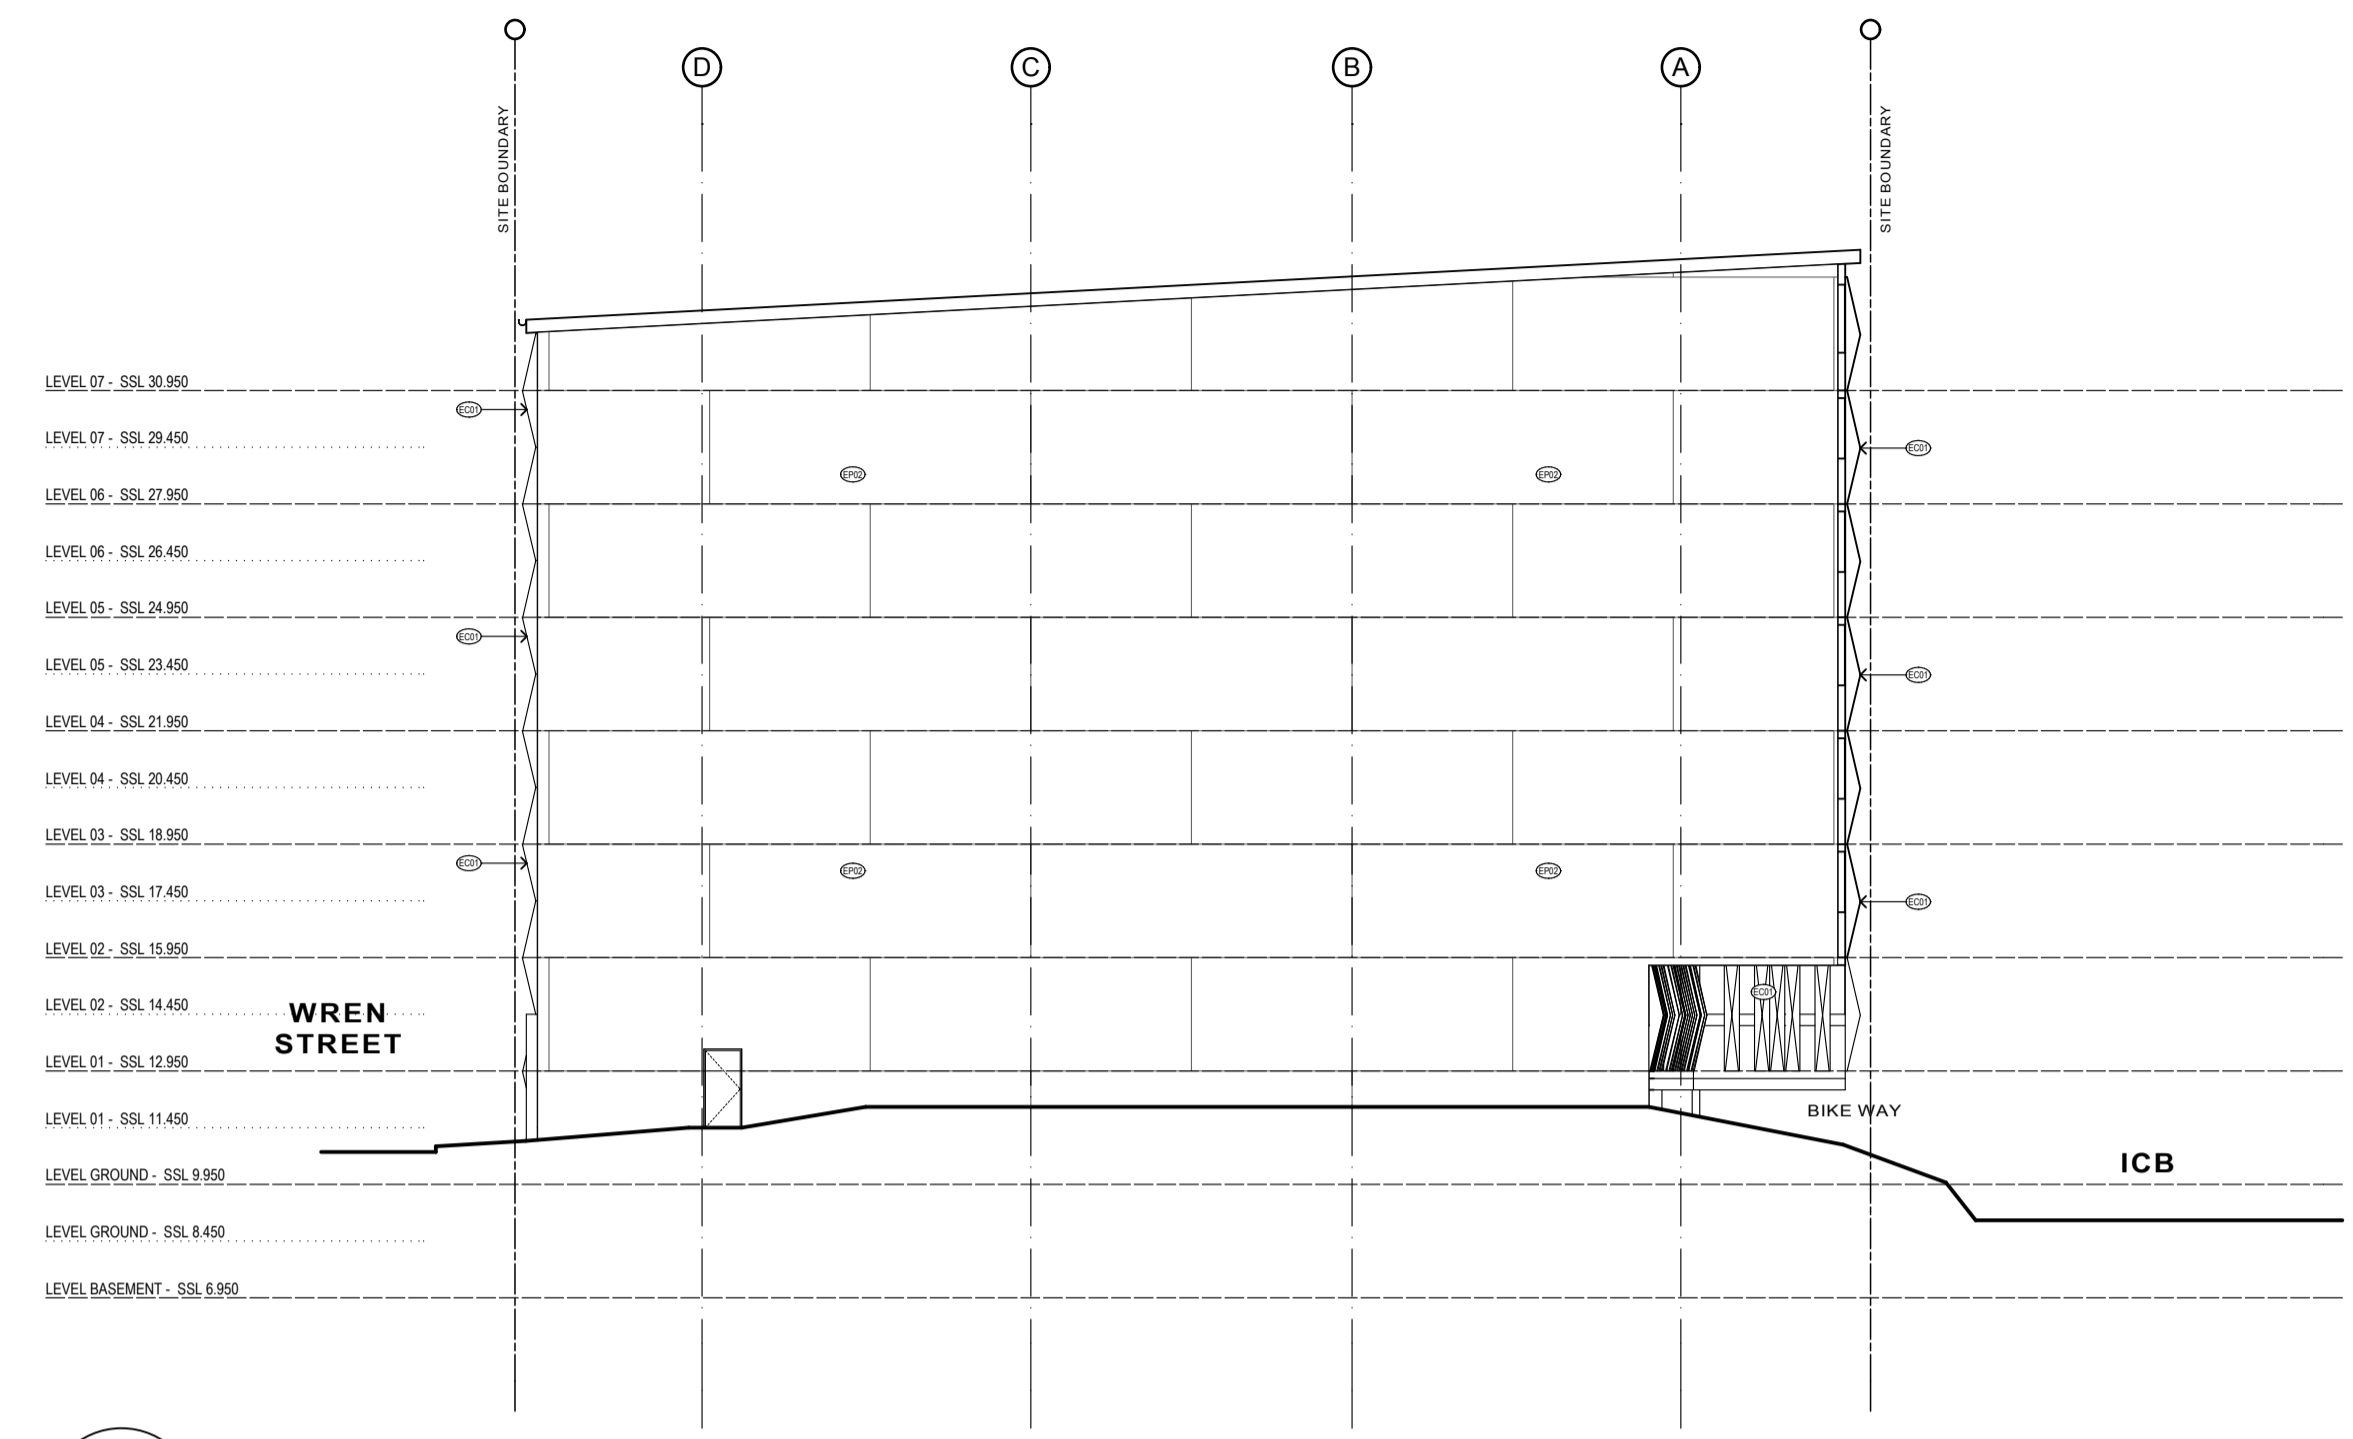 D
C
B
A
SITE BOUNDARY
SITE BOUNDARY
LEVEL 07 - SSL 30.950
EC01
LEVEL 07 - SSL 29.450
EC01
EP02
EP02
LEVEL 06 - SSL 27.950
LEVEL 06 - SSL 26.450
LEVEL 05 - SSL 24.950
EC01
LEVEL 05 - SSL 23.450
EC01
LEVEL 04 - SSL 21.950
LEVEL 04 - SSL 20.450
LEVEL 03 - SSL 18.950
EC01
EP02
EP02
LEVEL 03 - SSL 17.450
EC01
LEVEL 02 - SSL 15.950
EC01
LEVEL 02 - SSL 14.450
WREN
STREET
LEVEL 01 - SSL 12.950
LEVEL 01 - SSL 11.450
BIKE WAY
ICB
LEVEL GROUND - SSL 9.950
LEVEL GROUND - SSL 8.450
LEVEL BASEMENT - SSL 6.950